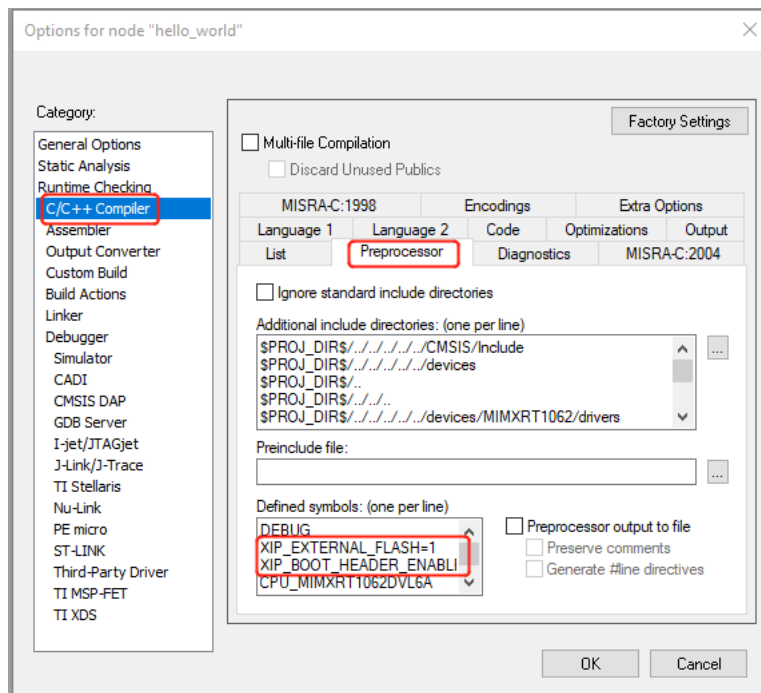 Options for node "hello_world"
Category:
General Options
Static Analysis
Runtime Checking
C/C++ Compiler
Assembler
Output Converter
Custom Build
Build Actions
Linker
Debugger
Simulator
CADI
CMSIS DAP
GDB Server
I-jet/JTAGjet
J-Link/J-Trace
TI Stellaris
Nu-Link
PE micro
ST-LINK
Third-Party Driver
TI MSP-FET
TI XDS
Factory Settings
Multi-file Compilation
Discard Unused Publics
MISRA-C:1998 Encodings Extra Options
Language 1 Language 2 Code Optimizations Output
List Preprocessor Diagnostics MISRA-C:2004
Ignore standard include directories
Additional include directories: (one per line)
$PROJ_DIR$/../../../../../CMSIS/Include
$PROJ_DIR$/../../../../../devices
$PROJ_DIR$/..
$PROJ_DIR$/../../..
$PROJ_DIR$/../../../../../devices/MIMXRT1062/drivers
...
Preinclude file:
...
Defined symbols: (one per line)
DEBUG
XIP_EXTERNAL_FLASH=1
XIP_BOOT_HEADER_ENABLI
CPU_MIMXRT1062DVL6A
Preprocessor output to file
Preserve comments
Generate #line directives
OK Cancel